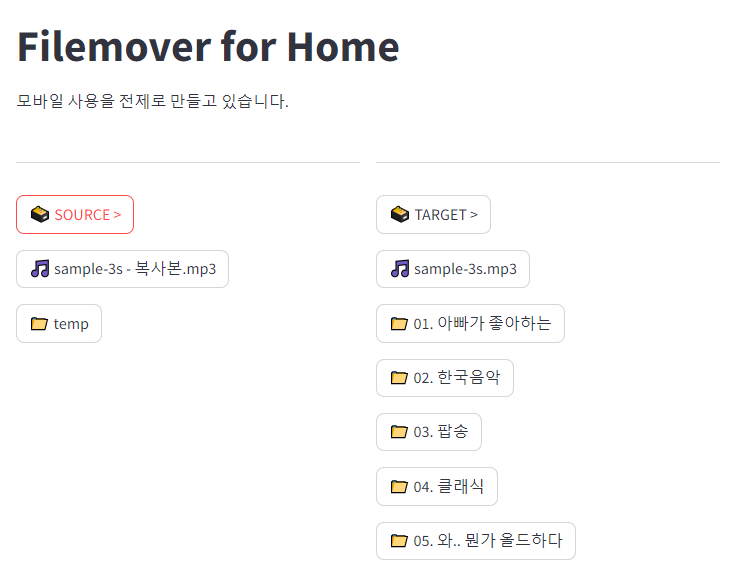 Filemover for Home
모바일 사용을 전제로 만들고 있습니다.
SOURCE >
sample-3s - 복사본.mp3
temp
TARGET >
sample-3s.mp3
01. 아빠가 좋아하는
02. 한국음악
03. 팝송
04. 클래식
05. 와.. 뭔가 올드하다